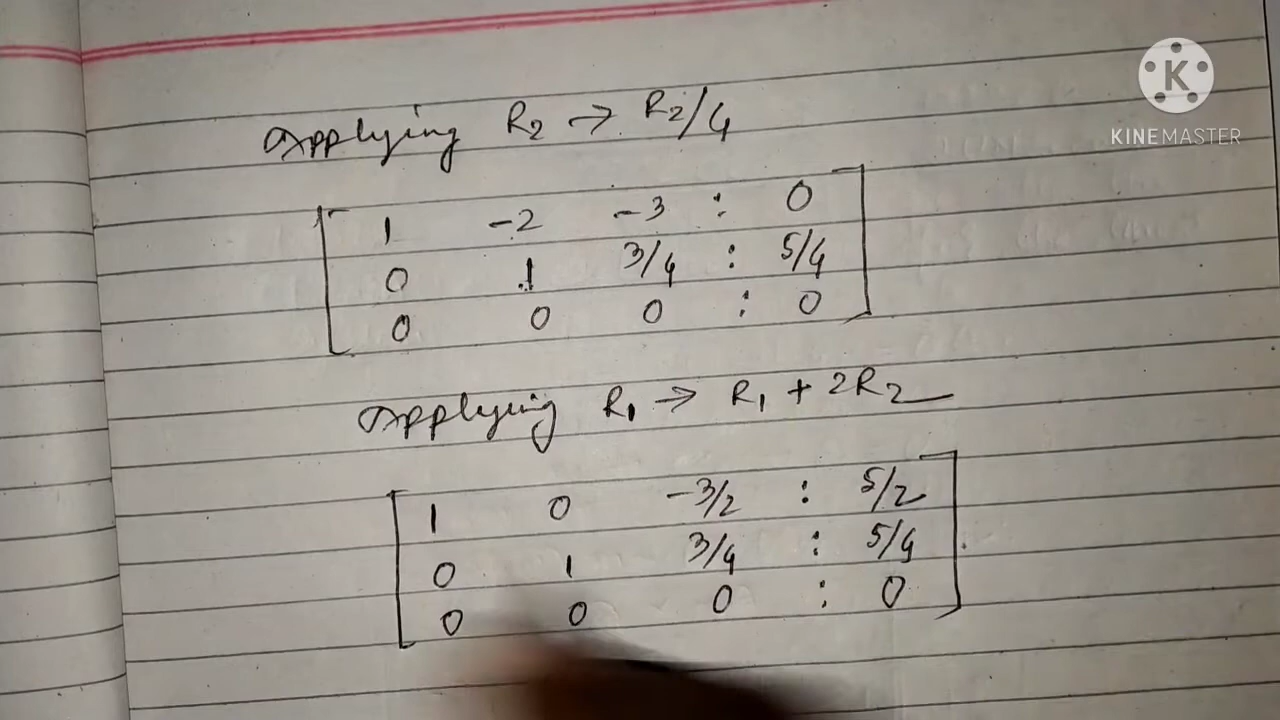 K
KINEMASTER
Applying R2 → R2/4
1 -2 -3 : 0
0 1 3/4 : 5/4
0 0 0 : 0
Applying R1 → R1 + 2R2
1 0 -3/2 : 5/2
0 1 3/4 : 5/4
0 0 0 : 0